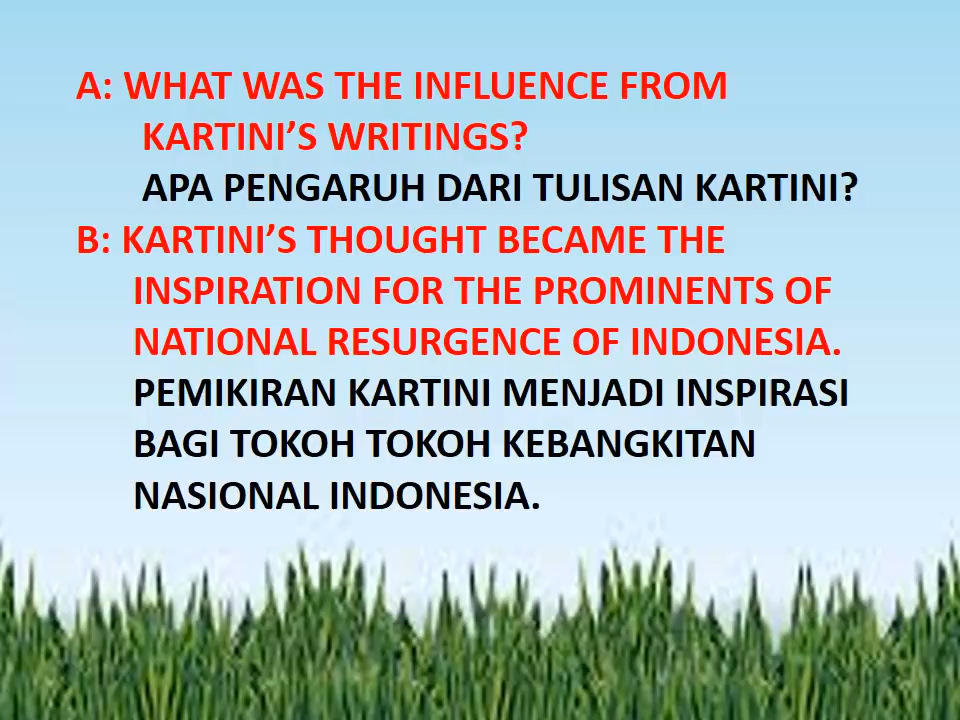 A: WHAT WAS THE INFLUENCE FROM
KARTINI’S WRITINGS?
APA PENGARUH DARI TULISAN KARTINI?
B: KARTINI’S THOUGHT BECAME THE
INSPIRATION FOR THE PROMINENTS OF
NATIONAL RESURGENCE OF INDONESIA.
PEMIKIRAN KARTINI MENJADI INSPIRASI
BAGI TOKOH TOKOH KEBANGKITAN
NASIONAL INDONESIA.